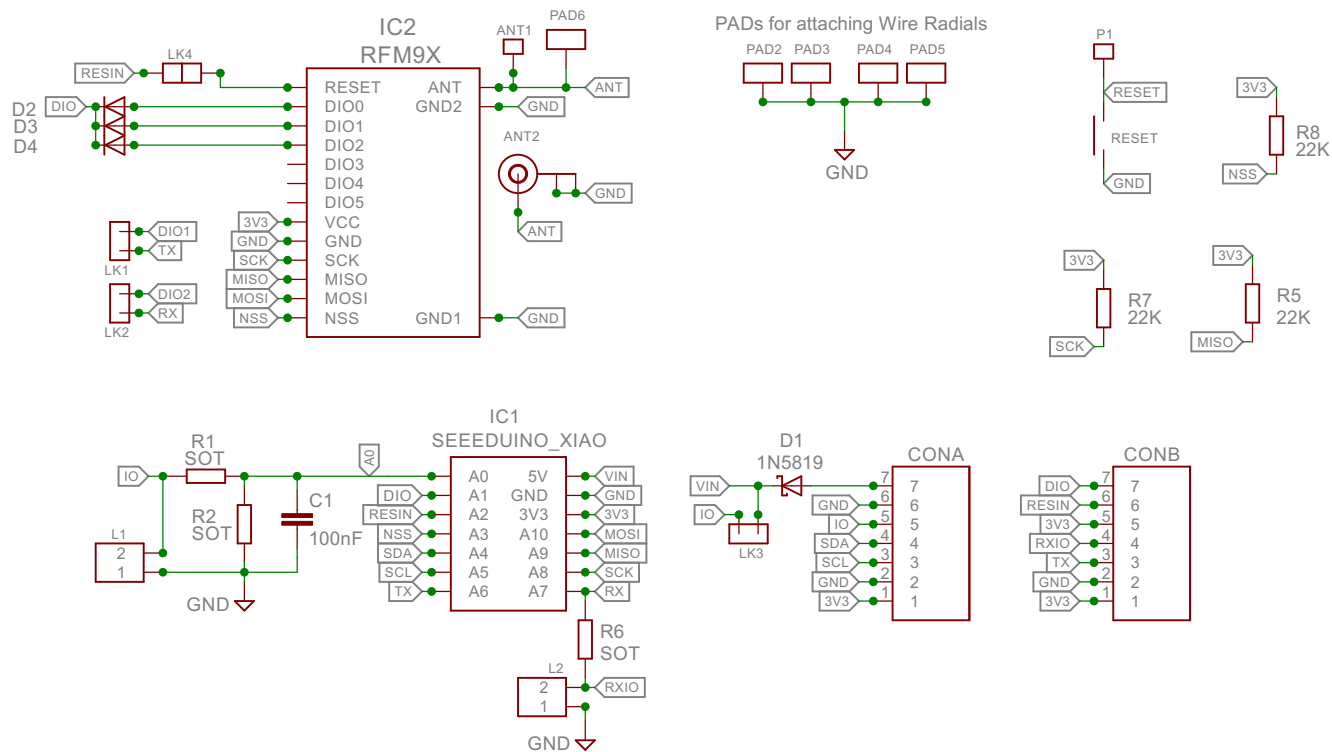 IC2
RFM9X
LK4
RESIN
DIO
D2
D3
D4
RESET
DIO0
DIO1
DIO2
DIO3
DIO4
DIO5
VCC
GND
SCK
MISO
MOSI
NSS
ANT
GND2
GND1
3V3
GND
SCK
MISO
MOSI
NSS
ANT1
PAD6
ANT
GND
ANT2
GND
ANT
GND
DIO1
TX
LK1
DIO2
RX
LK2
PADs for attaching Wire Radials
PAD2 PAD3 PAD4 PAD5
GND
P1
RESET
RESET
GND
3V3
R8
22K
NSS
3V3
R7
22K
SCK
3V3
R5
22K
MISO
IC1
SEEEDUINO_XIAO
R1
SOT
IO
A0
R2
SOT
C1
100nF
L1
2
1
GND
DIO
RESIN
NSS
SDA
SCL
TX
A0 5V
A1 GND
A2 3V3
A3 A10
A4 A9
A5 A8
A6 A7
VIN
GND
3V3
MOSI
MISO
SCK
RX
R6
SOT
L2
2
1
RXIO
GND
D1
1N5819
VIN
IO
LK3
CONA
7 7
GND 6 6
IO 5 5
SDA 4 4
SCL 3 3
GND 2 2
3V3 1 1
CONB
DIO 7 7
RESIN 6 6
3V3 5 5
RXIO 4 4
TX 3 3
GND 2 2
3V3 1 1